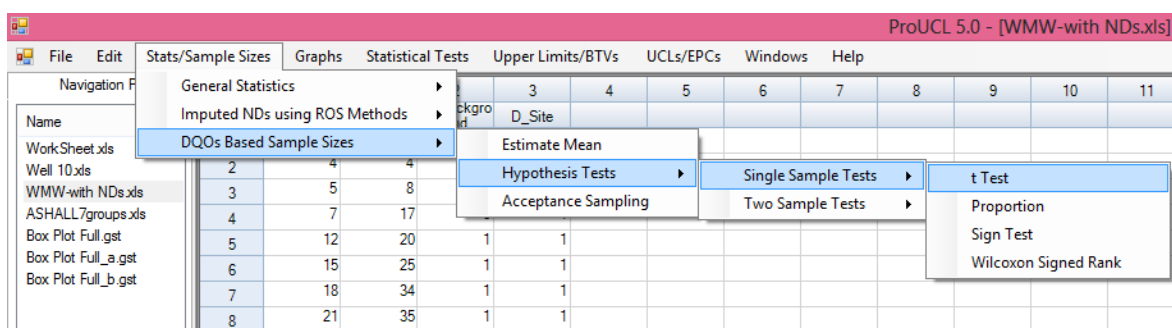 ProUCL 5.0 - [WMW-with NDs.xls]
File Edit Stats/Sample Sizes Graphs Statistical Tests Upper Limits/BTVs UCLs/EPCs Windows Help
Navigation P
Name
WorkSheet.xls
Well 10.xls
WMW-with NDs.xls
ASHALL7groups.xls
Box Plot Full.gst
Box Plot Full_a.gst
Box Plot Full_b.gst
General Statistics
Imputed NDs using ROS Methods
DQOs Based Sample Sizes
Estimate Mean
Hypothesis Tests
Acceptance Sampling
Single Sample Tests
Two Sample Tests
t Test
Proportion
Sign Test
Wilcoxon Signed Rank
3 4 5 6 7 8 9 10 11
D_Site
2 4 4
3 5 8
4 7 17
5 12 20 1 1
6 15 25 1 1
7 18 34 1 1
8 21 35 1 1